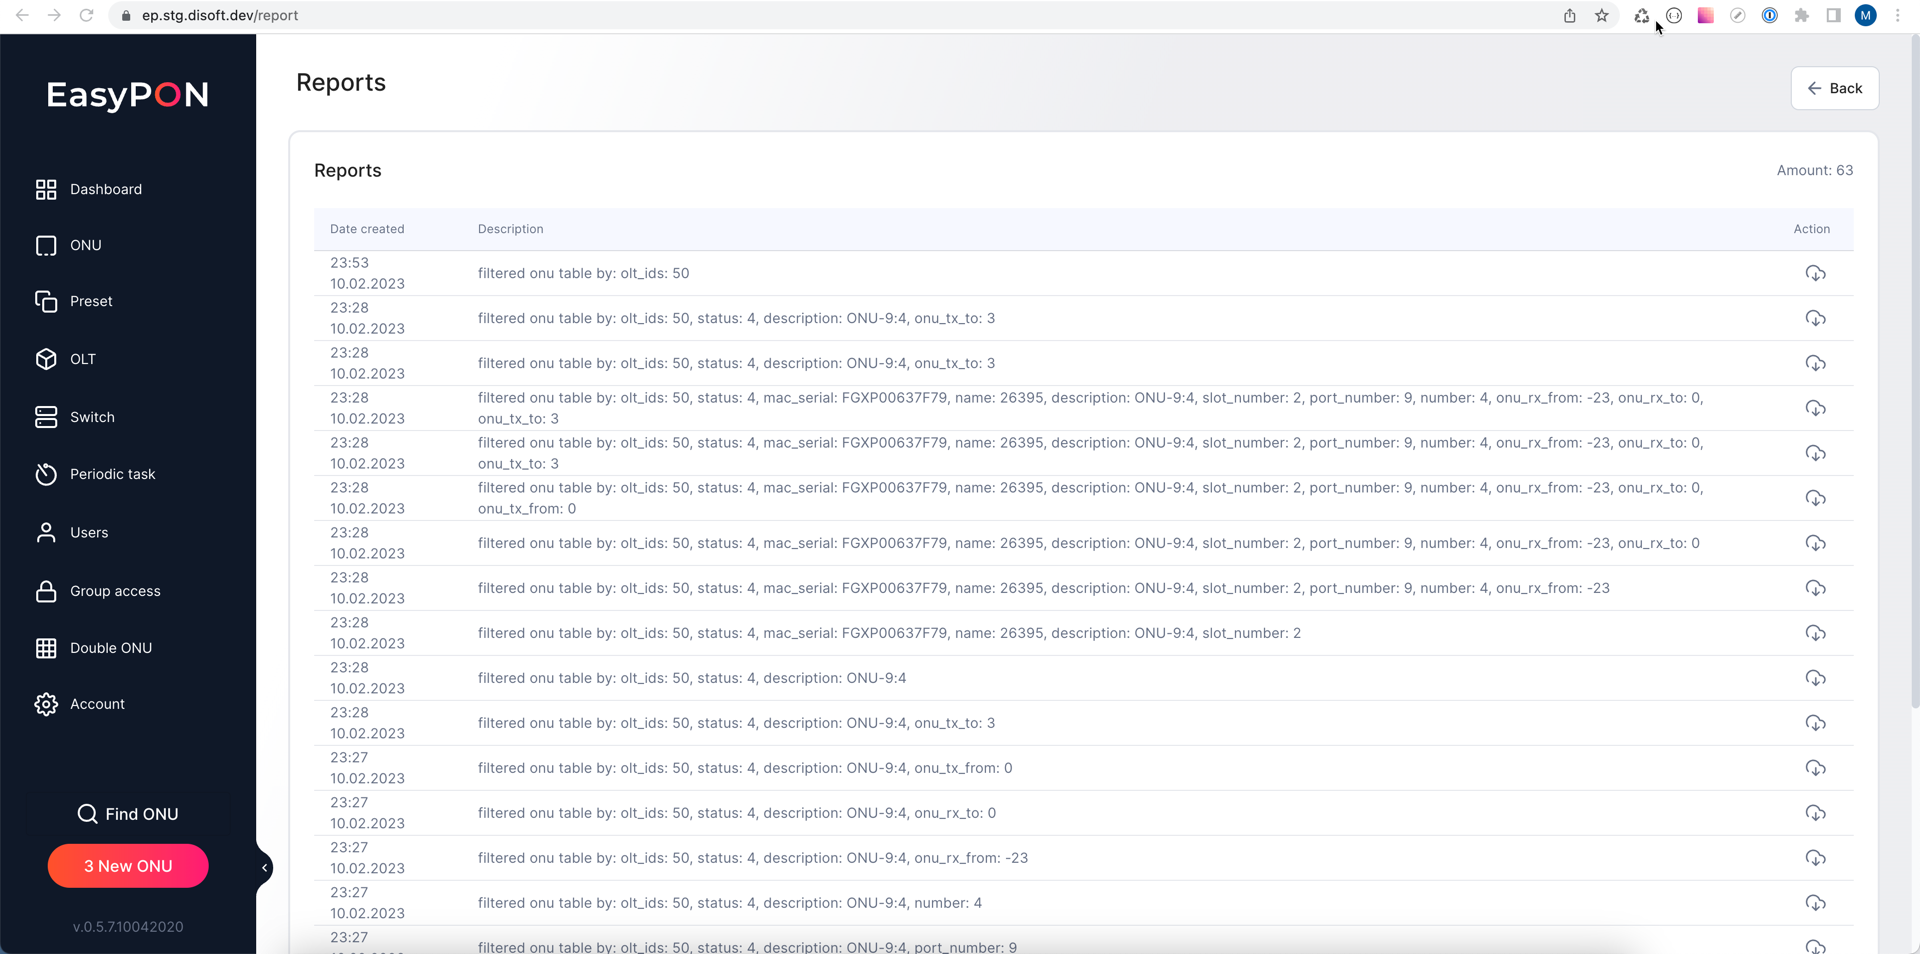 ep.stg.disoft.dev/report
M
EasyPON
Reports
Back
Dashboard
ONU
Preset
OLT
Switch
Periodic task
Users
Group access
Double ONU
Account
Find ONU
3 New ONU
v.0.5.7.10042020
Reports
Amount: 63
Date created Description Action
23:53
10.02.2023
filtered onu table by: olt_ids: 50
23:28
10.02.2023
filtered onu table by: olt_ids: 50, status: 4, description: ONU-9:4, onu_tx_to: 3
23:28
10.02.2023
filtered onu table by: olt_ids: 50, status: 4, description: ONU-9:4, onu_tx_to: 3
23:28
10.02.2023
filtered onu table by: olt_ids: 50, status: 4, mac_serial: FGXP00637F79, name: 26395, description: ONU-9:4, slot_number: 2, port_number: 9, number: 4, onu_rx_from: -23, onu_rx_to: 0,
onu_tx_to: 3
23:28
10.02.2023
filtered onu table by: olt_ids: 50, status: 4, mac_serial: FGXP00637F79, name: 26395, description: ONU-9:4, slot_number: 2, port_number: 9, number: 4, onu_rx_from: -23, onu_rx_to: 0,
onu_tx_to: 3
23:28
10.02.2023
filtered onu table by: olt_ids: 50, status: 4, mac_serial: FGXP00637F79, name: 26395, description: ONU-9:4, slot_number: 2, port_number: 9, number: 4, onu_rx_from: -23, onu_rx_to: 0,
onu_tx_from: 0
23:28
10.02.2023
filtered onu table by: olt_ids: 50, status: 4, mac_serial: FGXP00637F79, name: 26395, description: ONU-9:4, slot_number: 2, port_number: 9, number: 4, onu_rx_from: -23, onu_rx_to: 0
23:28
10.02.2023
filtered onu table by: olt_ids: 50, status: 4, mac_serial: FGXP00637F79, name: 26395, description: ONU-9:4, slot_number: 2, port_number: 9, number: 4, onu_rx_from: -23
23:28
10.02.2023
filtered onu table by: olt_ids: 50, status: 4, mac_serial: FGXP00637F79, name: 26395, description: ONU-9:4, slot_number: 2
23:28
10.02.2023
filtered onu table by: olt_ids: 50, status: 4, description: ONU-9:4
23:28
10.02.2023
filtered onu table by: olt_ids: 50, status: 4, description: ONU-9:4, onu_tx_to: 3
23:27
10.02.2023
filtered onu table by: olt_ids: 50, status: 4, description: ONU-9:4, onu_tx_from: 0
23:27
10.02.2023
filtered onu table by: olt_ids: 50, status: 4, description: ONU-9:4, onu_rx_to: 0
23:27
10.02.2023
filtered onu table by: olt_ids: 50, status: 4, description: ONU-9:4, onu_rx_from: -23
23:27
10.02.2023
filtered onu table by: olt_ids: 50, status: 4, description: ONU-9:4, number: 4
23:27
filtered onu table by: olt_ids: 50, status: 4, description: ONU-9:4, port_number: 9